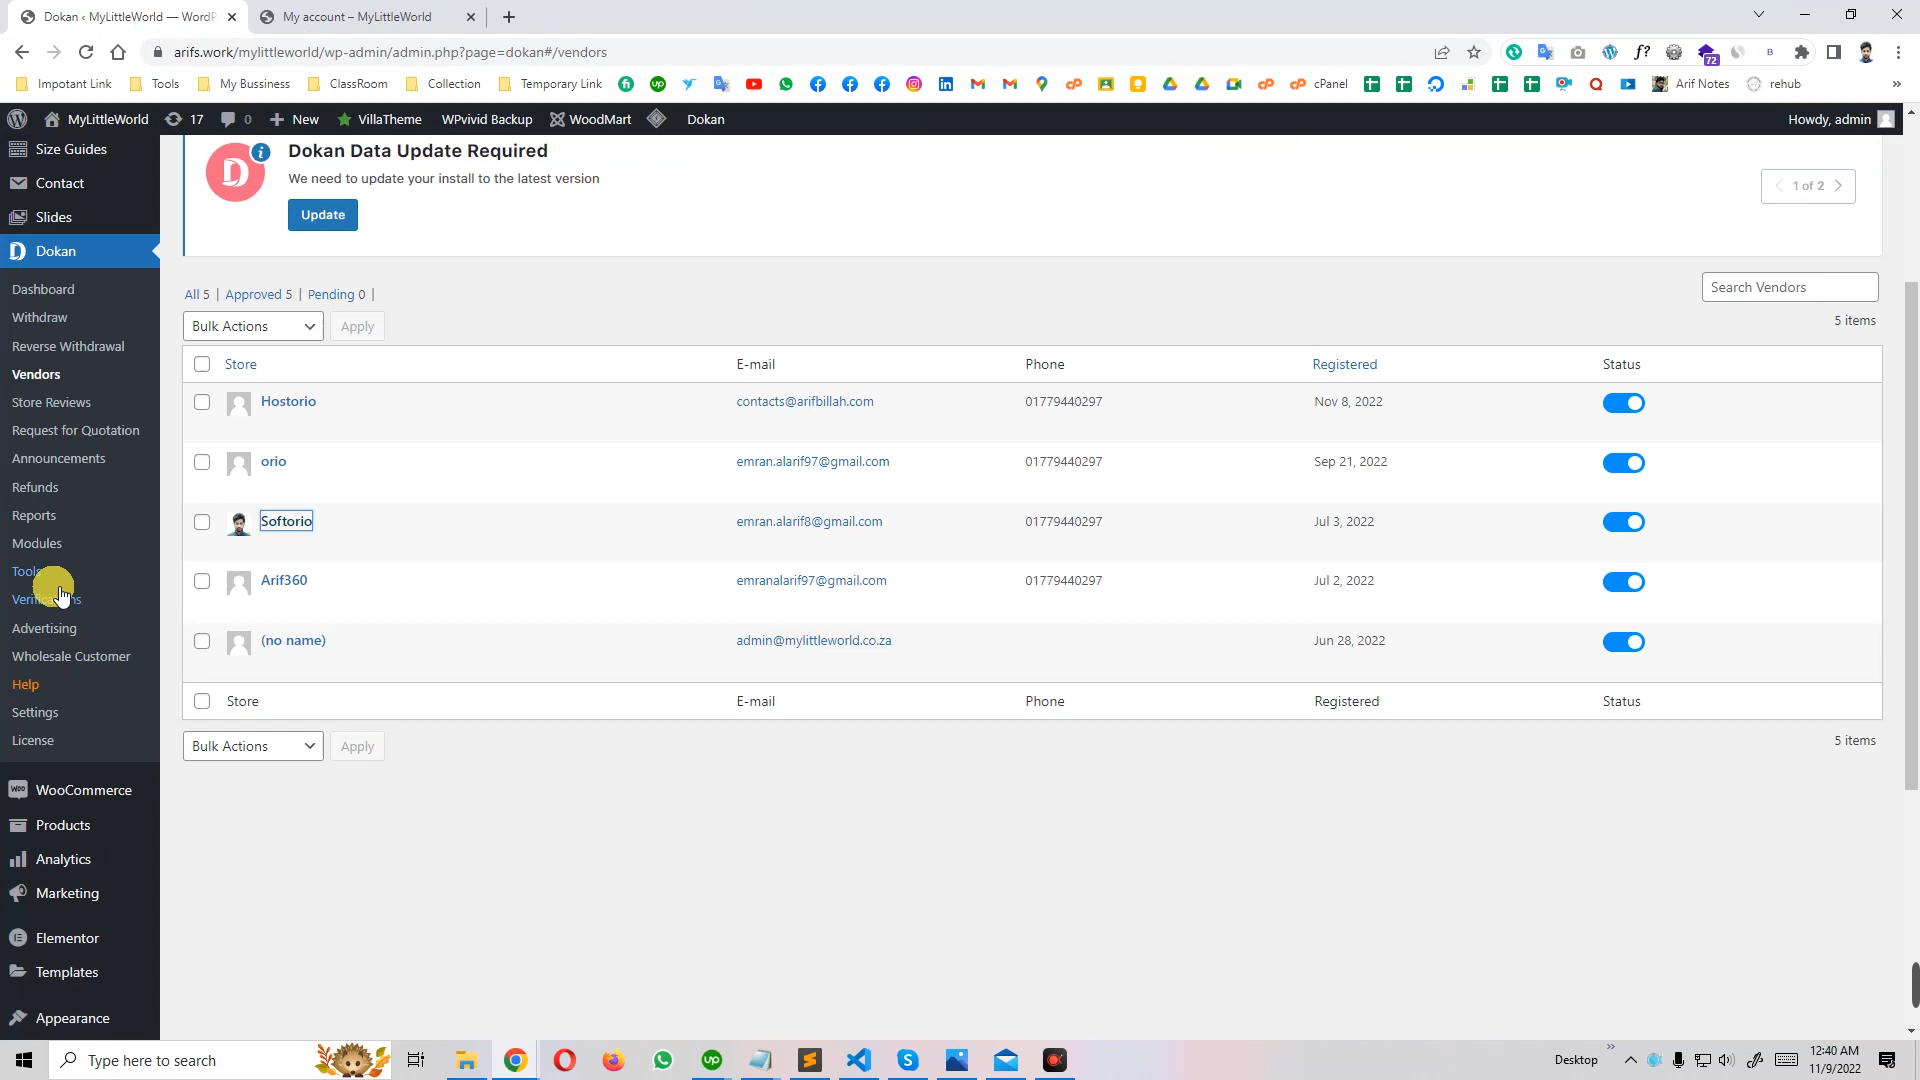 Dokan ‹ MyLittleWorld — WordP
My account – MyLittleWorld
arifs.work/mylittleworld/wp-admin/admin.php?page=dokan#/vendors
72
Impotant Link
Tools
My Bussiness
ClassRoom
Collection
Temporary Link
cPanel
Arif Notes
rehub
MyLittleWorld
17
0
New
VillaTheme
WPvivid Backup
WoodMart
Dokan
Howdy, admin
Size Guides
Contact
Slides
Dokan
Dashboard
Withdraw
Reverse Withdrawal
Vendors
Store Reviews
Request for Quotation
Announcements
Refunds
Reports
Modules
Tools
Advertising
Wholesale Customer
Help
Settings
License
WooCommerce
Products
Analytics
Marketing
Elementor
Templates
Appearance
Dokan Data Update Required
We need to update your install to the latest version
Update
1 of 2
All 5 | Approved 5 | Pending 0 |
Search Vendors
Bulk Actions
Apply
5 items
Store E-mail Phone Registered Status
Hostorio contacts@arifbillah.com 01779440297 Nov 8, 2022
orio emran.alarif97@gmail.com 01779440297 Sep 21, 2022
Softorio emran.alarif8@gmail.com 01779440297 Jul 3, 2022
Arif360 emranalarif97@gmail.com 01779440297 Jul 2, 2022
(no name) admin@mylittleworld.co.za Jun 28, 2022
Store E-mail Phone Registered Status
Bulk Actions
Apply
5 items
Type here to search
Desktop
12:40 AM
11/9/2022